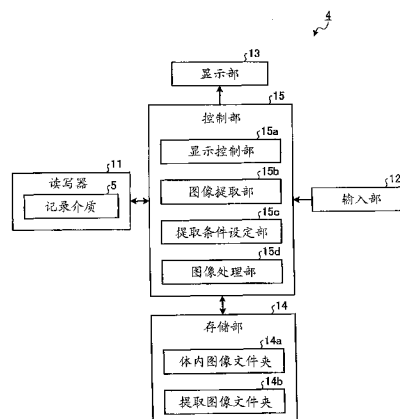 4
13
显示部
15
控制部
15a
显示控制部
15b
图像提取部
15c
提取条件设定部
15d
图像处理部
11
读写器
5
记录介质
12
输入部
14
存储部
14a
体内图像文件夹
14b
提取图像文件夹